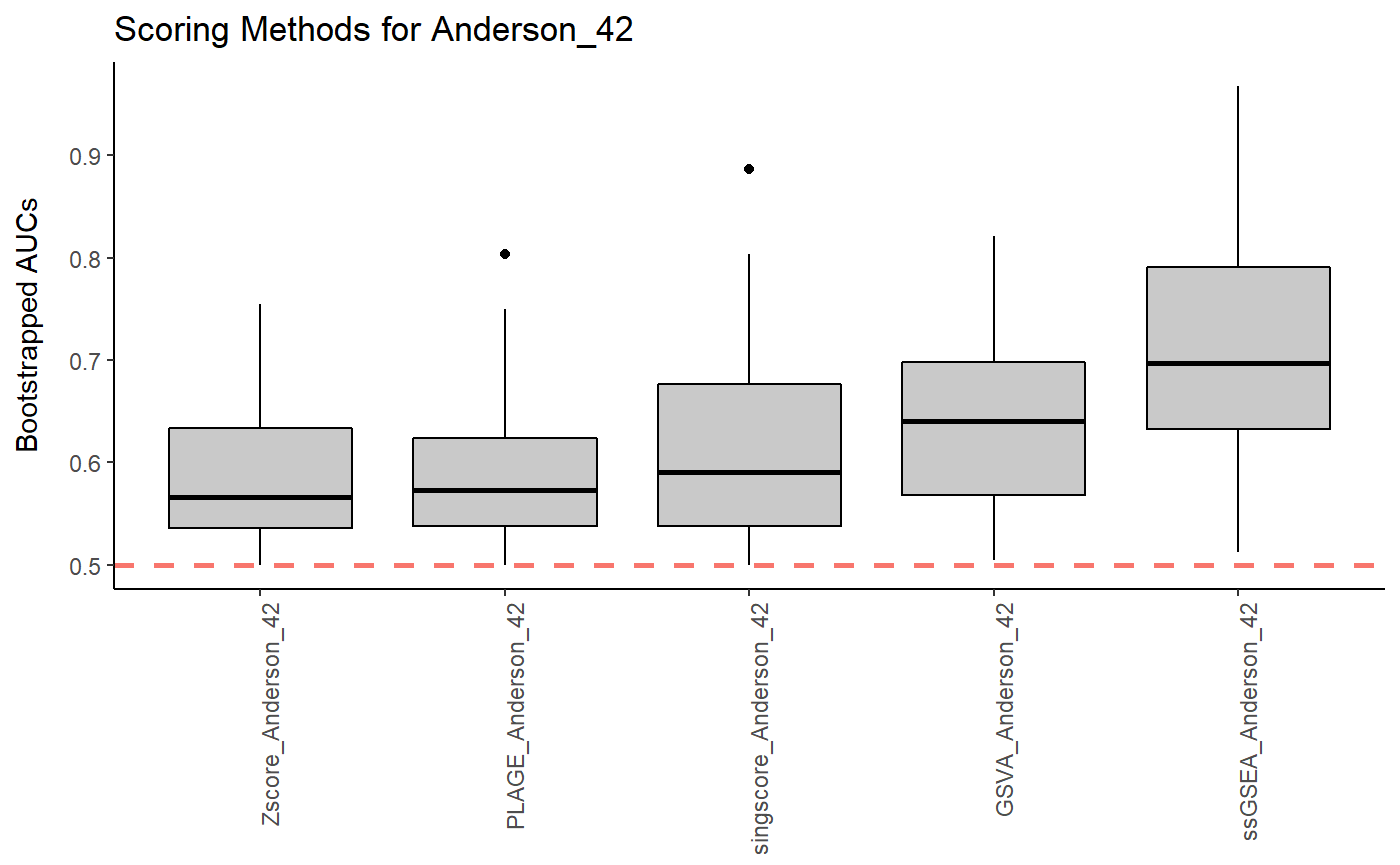 Scoring Methods for Anderson_42
Bootstrapped AUCs
0.9
0.8
0.7
0.6
0.5
Zscore_Anderson_42
PLAGE_Anderson_42
singscore_Anderson_42
GSVA_Anderson_42
ssGSEA_Anderson_42